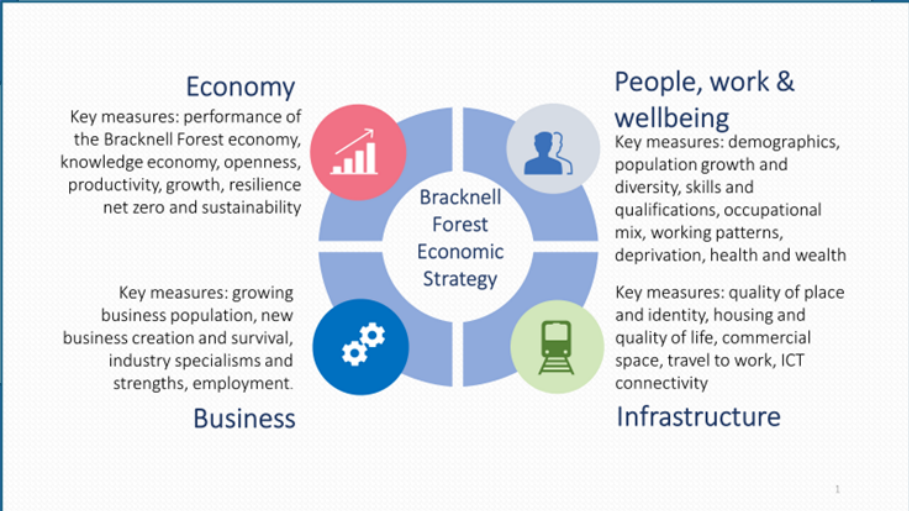 Economy
Key measures: performance of
the Bracknell Forest economy,
knowledge economy, openness,
productivity, growth, resilience
net zero and sustainability
People, work &
wellbeing
Key measures: demographics,
population growth and
diversity, skills and
qualifications, occupational
mix, working patterns,
deprivation, health and wealth
Bracknell
Forest
Economic
Strategy
Key measures: growing
business population, new
business creation and survival,
industry specialisms and
strengths, employment.
Business
Key measures: quality of place
and identity, housing and
quality of life, commercial
space, travel to work, ICT
connectivity
Infrastructure
1